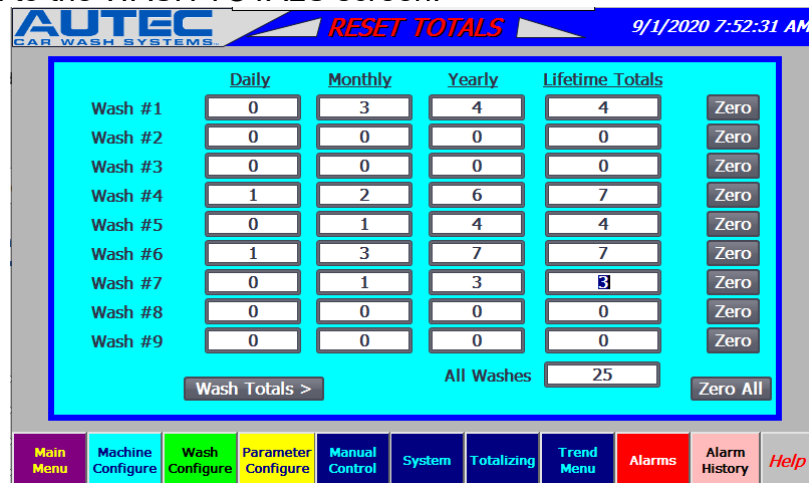 to the WASH TOTALS screen.
AUTEC
CAR WASH SYSTEMS
RESET TOTALS
9/1/2020 7:52:31 AM
Daily Monthly Yearly Lifetime Totals
Wash #1 0 3 4 4 Zero
Wash #2 0 0 0 0 Zero
Wash #3 0 0 0 0 Zero
Wash #4 1 2 6 7 Zero
Wash #5 0 1 4 4 Zero
Wash #6 1 3 7 7 Zero
Wash #7 0 1 3 3 Zero
Wash #8 0 0 0 0 Zero
Wash #9 0 0 0 0 Zero
All Washes 25
Wash Totals > Zero All
Main Menu
Machine Configure
Wash Configure
Parameter Configure
Manual Control
System
Totalizing
Trend Menu
Alarms
Alarm History
Help